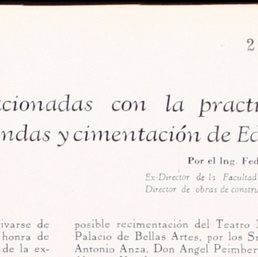 2
acionadas con la practi
ndas y cimentación de Ed
Por el Ing. Fed
Ex-Director de la Facultad
Director de obras de constru
ivarse de
honra de
de la ex-
posible recimentación del Teatro
Palacio de Bellas Artes, por los Sr
Antonio Anza, Don Angel Peimber